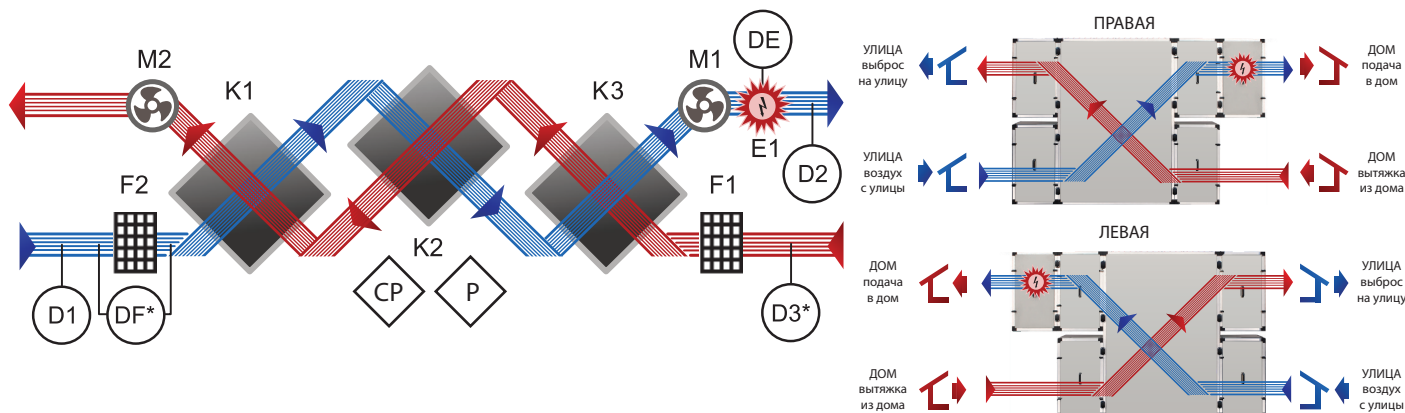 M2
K1
F2
D1
DF*
K2
CP
P
K3
M1
DE
E1
D2
F1
D3*
ПРАВАЯ
УЛИЦА
выброс
на улицу
ДОМ
подача
в дом
УЛИЦА
воздух
с улицы
ДОМ
вытяжка
из дома
ЛЕВАЯ
ДОМ
подача
в дом
УЛИЦА
выброс
на улицу
ДОМ
вытяжка
из дома
УЛИЦА
воздух
с улицы